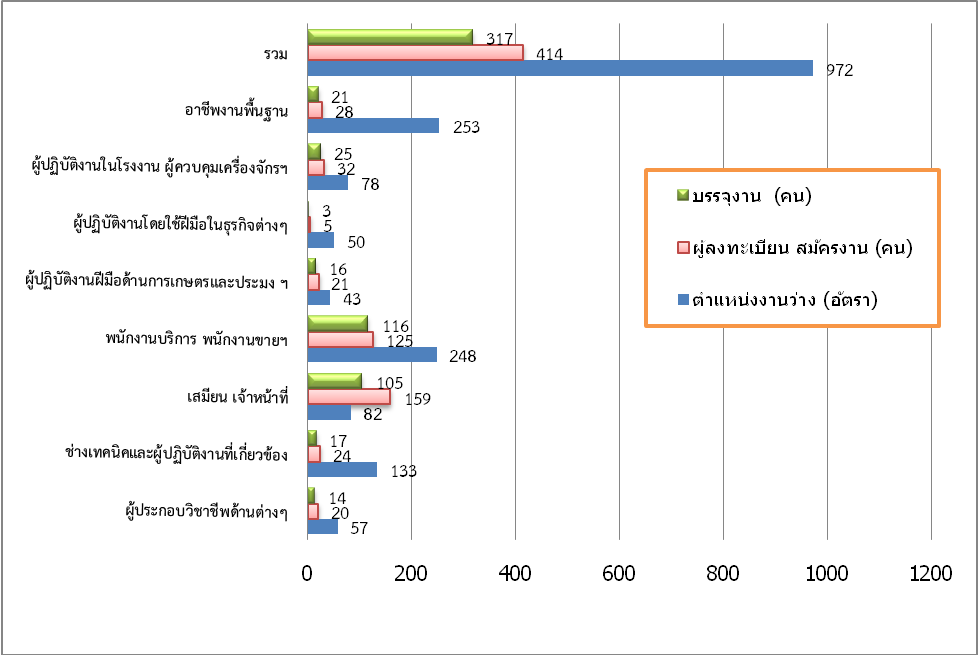 รวม
317
414
972
อาชีพงานพื้นฐาน
21
28
253
ผู้ปฏิบัติงานในโรงงาน ผู้ควบคุมเครื่องจักรฯ
25
32
78
ผู้ปฏิบัติงานโดยใช้ฝีมือในธุรกิจต่างๆ
3
5
50
ผู้ปฏิบัติงานฝีมือด้านการเกษตรและประมง ฯ
16
21
43
พนักงานบริการ พนักงานขายฯ
116
125
248
เสมียน เจ้าหน้าที่
105
159
82
ช่างเทคนิคและผู้ปฏิบัติงานที่เกี่ยวข้อง
17
24
133
ผู้ประกอบวิชาชีพด้านต่างๆ
14
20
57
บรรจุงาน (คน)
ผู้ลงทะเบียน สมัครงาน (คน)
ตำแหน่งงานว่าง (อัตรา)
0 200 400 600 800 1000 1200